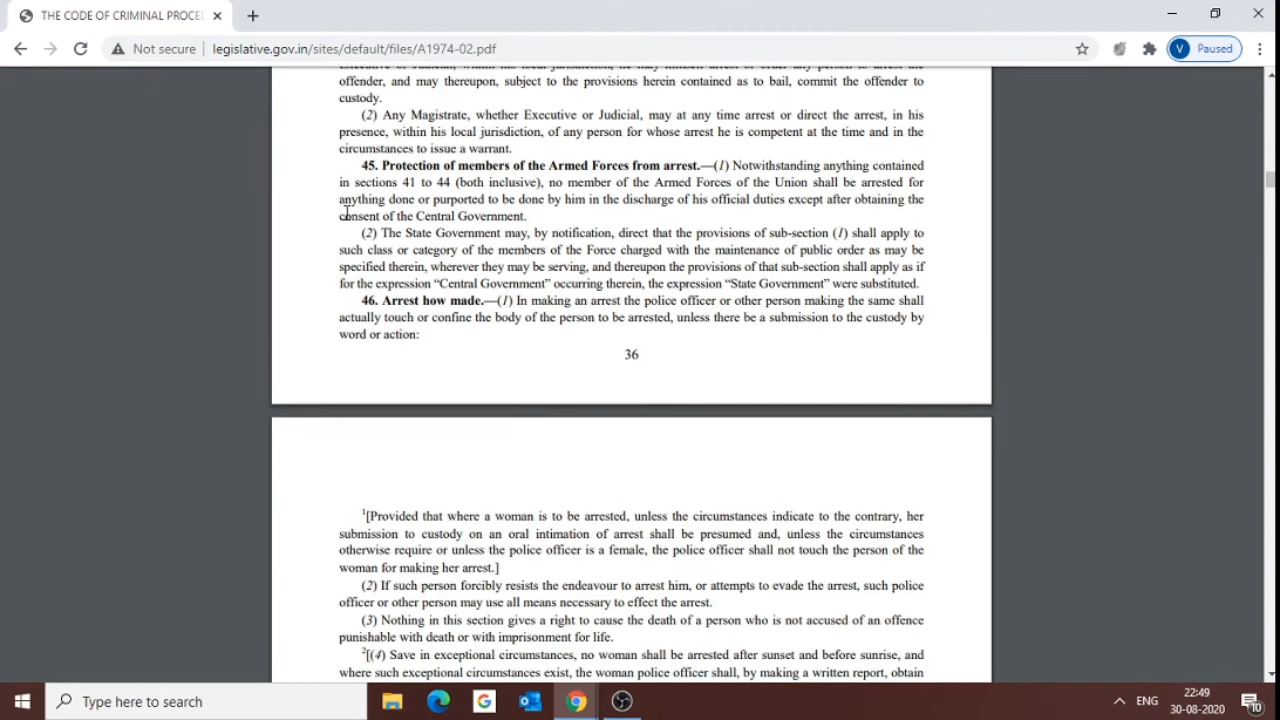 THE CODE OF CRIMINAL PROCED
Not secure
legislative.gov.in/sites/default/files/A1974-02.pdf
V
Paused
offender, and may thereupon, subject to the provisions herein contained as to bail, commit the offender to
custody.
(2) Any Magistrate, whether Executive or Judicial, may at any time arrest or direct the arrest, in his
presence, within his local jurisdiction, of any person for whose arrest he is competent at the time and in the
circumstances to issue a warrant.
45. Protection of members of the Armed Forces from arrest.—(1) Notwithstanding anything contained
in sections 41 to 44 (both inclusive), no member of the Armed Forces of the Union shall be arrested for
anything done or purported to be done by him in the discharge of his official duties except after obtaining the
consent of the Central Government.
(2) The State Government may, by notification, direct that the provisions of sub-section (1) shall apply to
such class or category of the members of the Force charged with the maintenance of public order as may be
specified therein, wherever they may be serving, and thereupon the provisions of that sub-section shall apply as if
for the expression “Central Government” occurring therein, the expression “State Government” were substituted.
46. Arrest how made.—(1) In making an arrest the police officer or other person making the same shall
actually touch or confine the body of the person to be arrested, unless there be a submission to the custody by
word or action:
36
1[Provided that where a woman is to be arrested, unless the circumstances indicate to the contrary, her
submission to custody on an oral intimation of arrest shall be presumed and, unless the circumstances
otherwise require or unless the police officer is a female, the police officer shall not touch the person of the
woman for making her arrest.]
(2) If such person forcibly resists the endeavour to arrest him, or attempts to evade the arrest, such police
officer or other person may use all means necessary to effect the arrest.
(3) Nothing in this section gives a right to cause the death of a person who is not accused of an offence
punishable with death or with imprisonment for life.
2[(4) Save in exceptional circumstances, no woman shall be arrested after sunset and before sunrise, and
where such exceptional circumstances exist, the woman police officer shall, by making a written report, obtain
Type here to search
ENG
22:49
30-08-2020
10